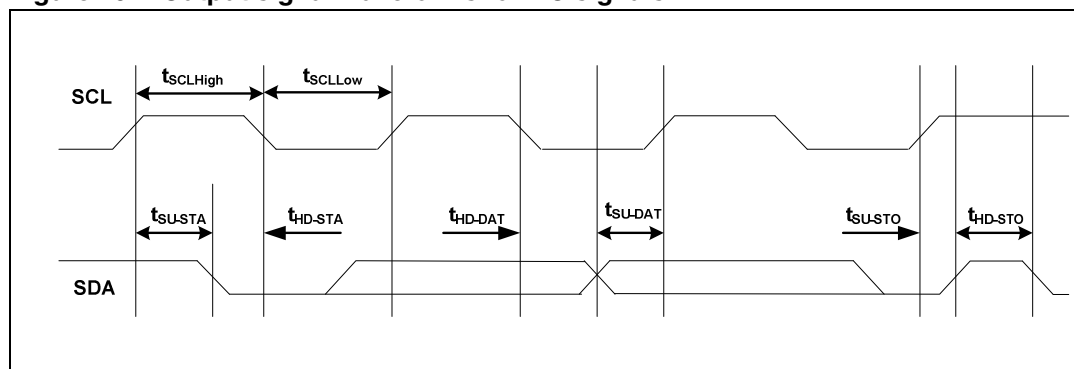 tSCLHigh
tSCLLow
SCL
tSU-STA
tHD-STA
tHD-DAT
tSU-DAT
tSU-STO
tHD-STO
SDA